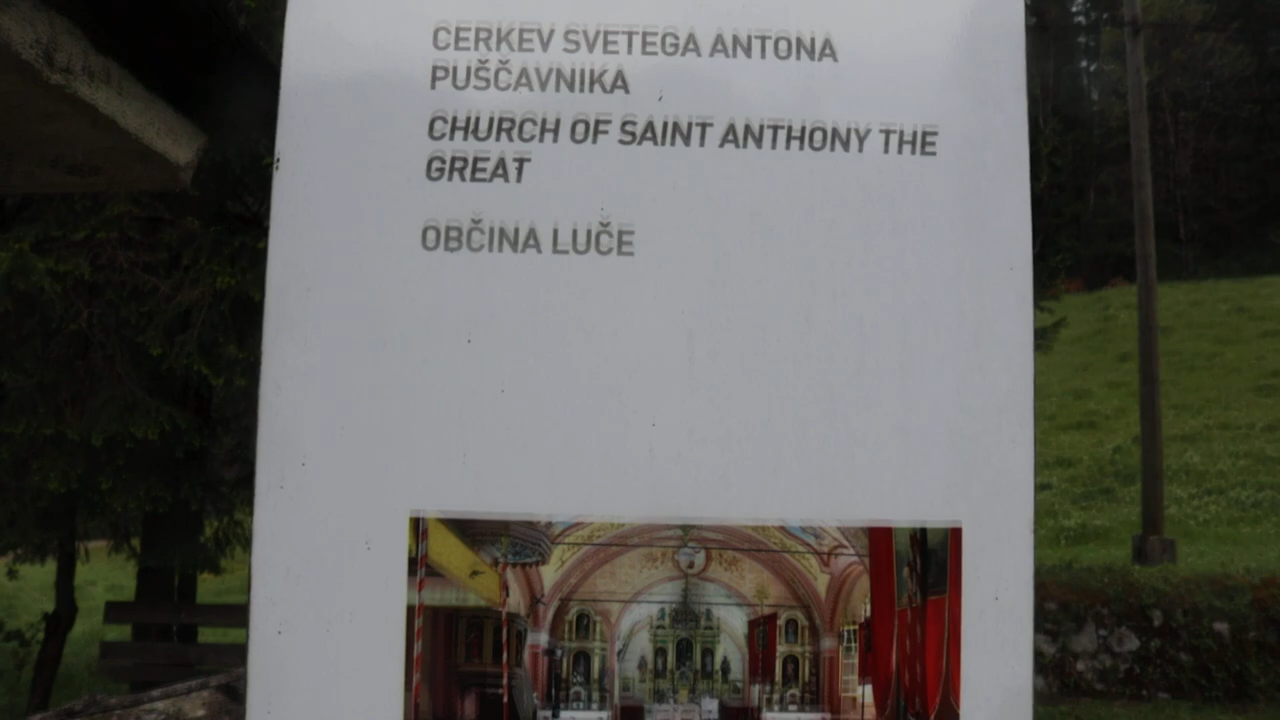 CERKEV SVETEGA ANTONA
PUŠČAVNIKA
CHURCH OF SAINT ANTHONY THE
GREAT
OBČINA LUČE